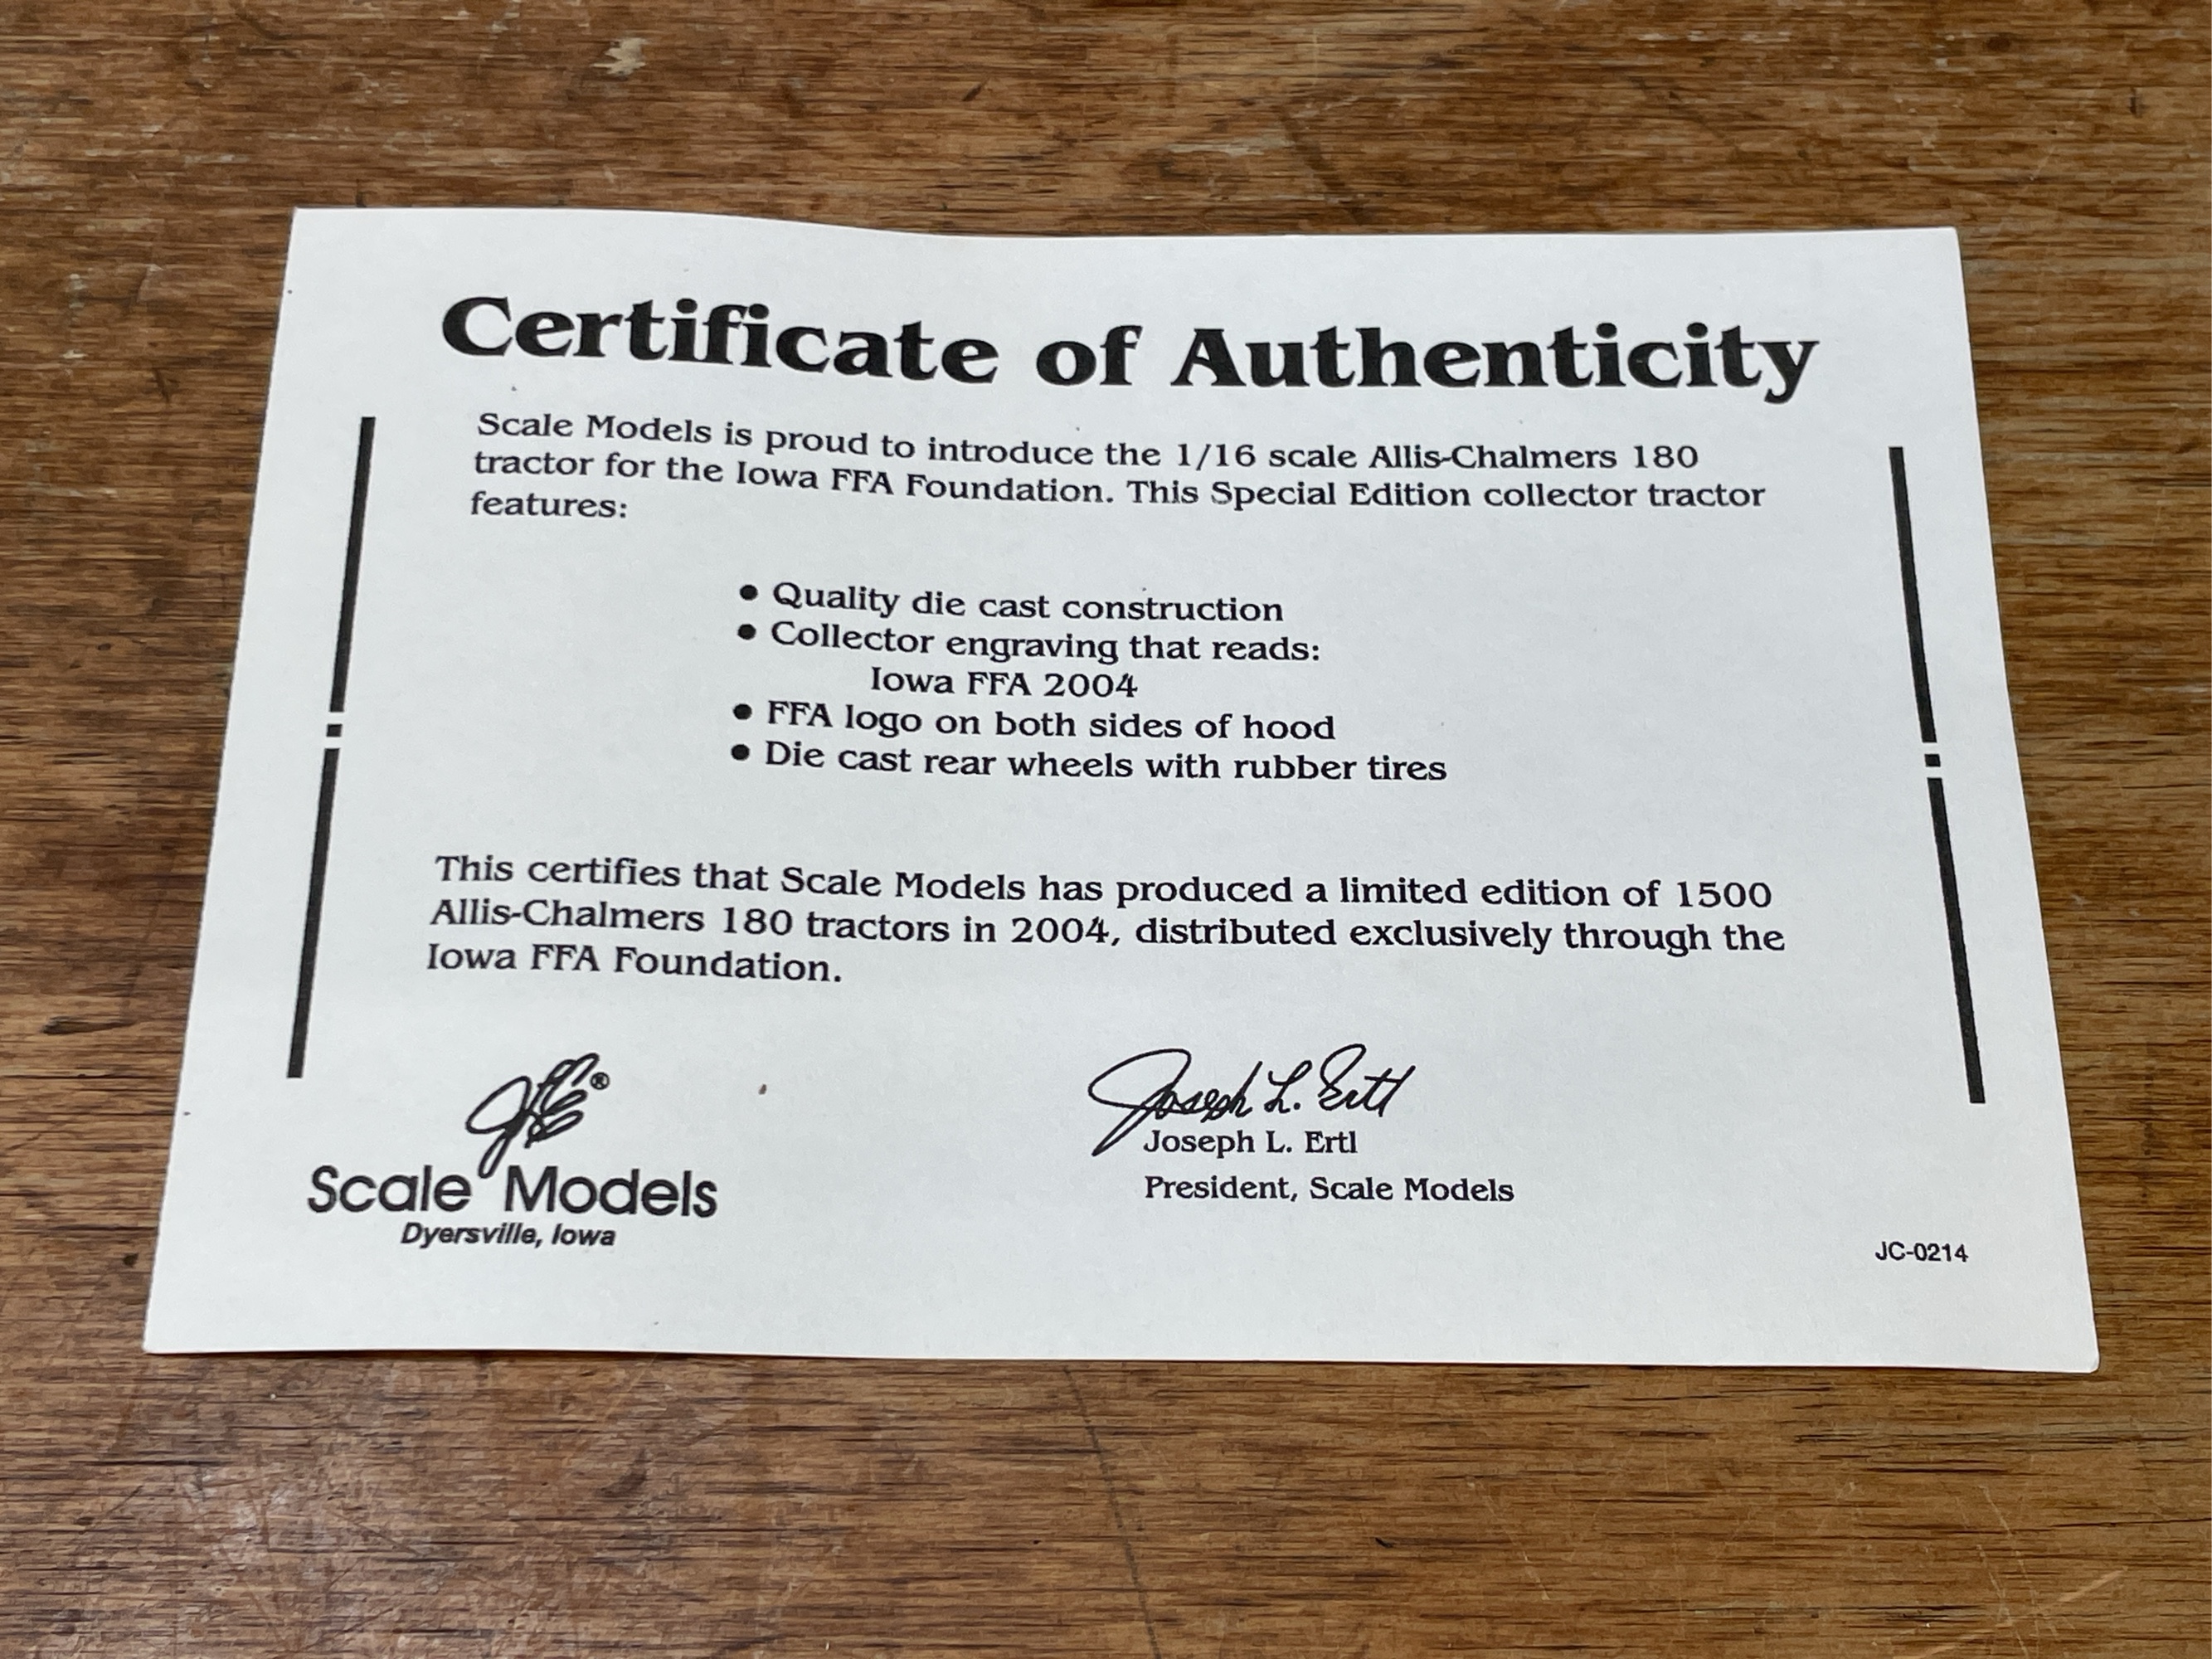 Certificate of Authenticity
Scale Models is proud to introduce the 1/16 scale Allis-Chalmers 180
tractor for the Iowa FFA Foundation. This Special Edition collector tractor
features:
• Quality die cast construction
• Collector engraving that reads:
Iowa FFA 2004
• FFA logo on both sides of hood
• Die cast rear wheels with rubber tires
This certifies that Scale Models has produced a limited edition of 1500
Allis-Chalmers 180 tractors in 2004, distributed exclusively through the
Iowa FFA Foundation.
JLE®
Scale Models
Dyersville, Iowa
Joseph L. Ertl
Joseph L. Ertl
President, Scale Models
JC-0214